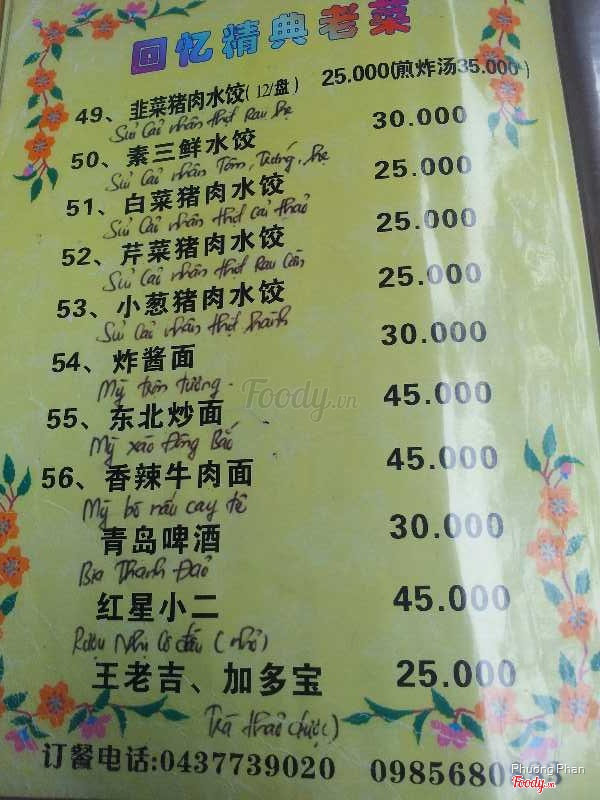 回忆精典老菜
49、韭菜猪肉水饺(12/盘) 25.000(煎炸汤35.000)
Sủi Cảo nhân thịt Rau hẹ 30.000
50、素三鲜水饺
Sủi Cảo nhân Tôm, Trứng, hẹ 25.000
51、白菜猪肉水饺
Sủi Cảo nhân thịt cải thảo 25.000
52、芹菜猪肉水饺
Sủi Cảo nhân thịt Rau Cần 25.000
53、小葱猪肉水饺
Sủi Cảo nhân thịt hành 30.000
54、炸酱面
Mỳ trộn tương. 45.000
55、东北炒面
Mỳ xào Đông Bắc 45.000
56、香辣牛肉面
Mỳ bò nấu cay tê 30.000
青岛啤酒
Bia Thanh Đảo 45.000
红星小二
Rượu Nhị Cô đầu (nhỏ)
王老吉、加多宝 25.000
Trà thảo dược)
订餐电话:0437739020 0985680
Foody.vn
Phuong Phan
Foody.vn